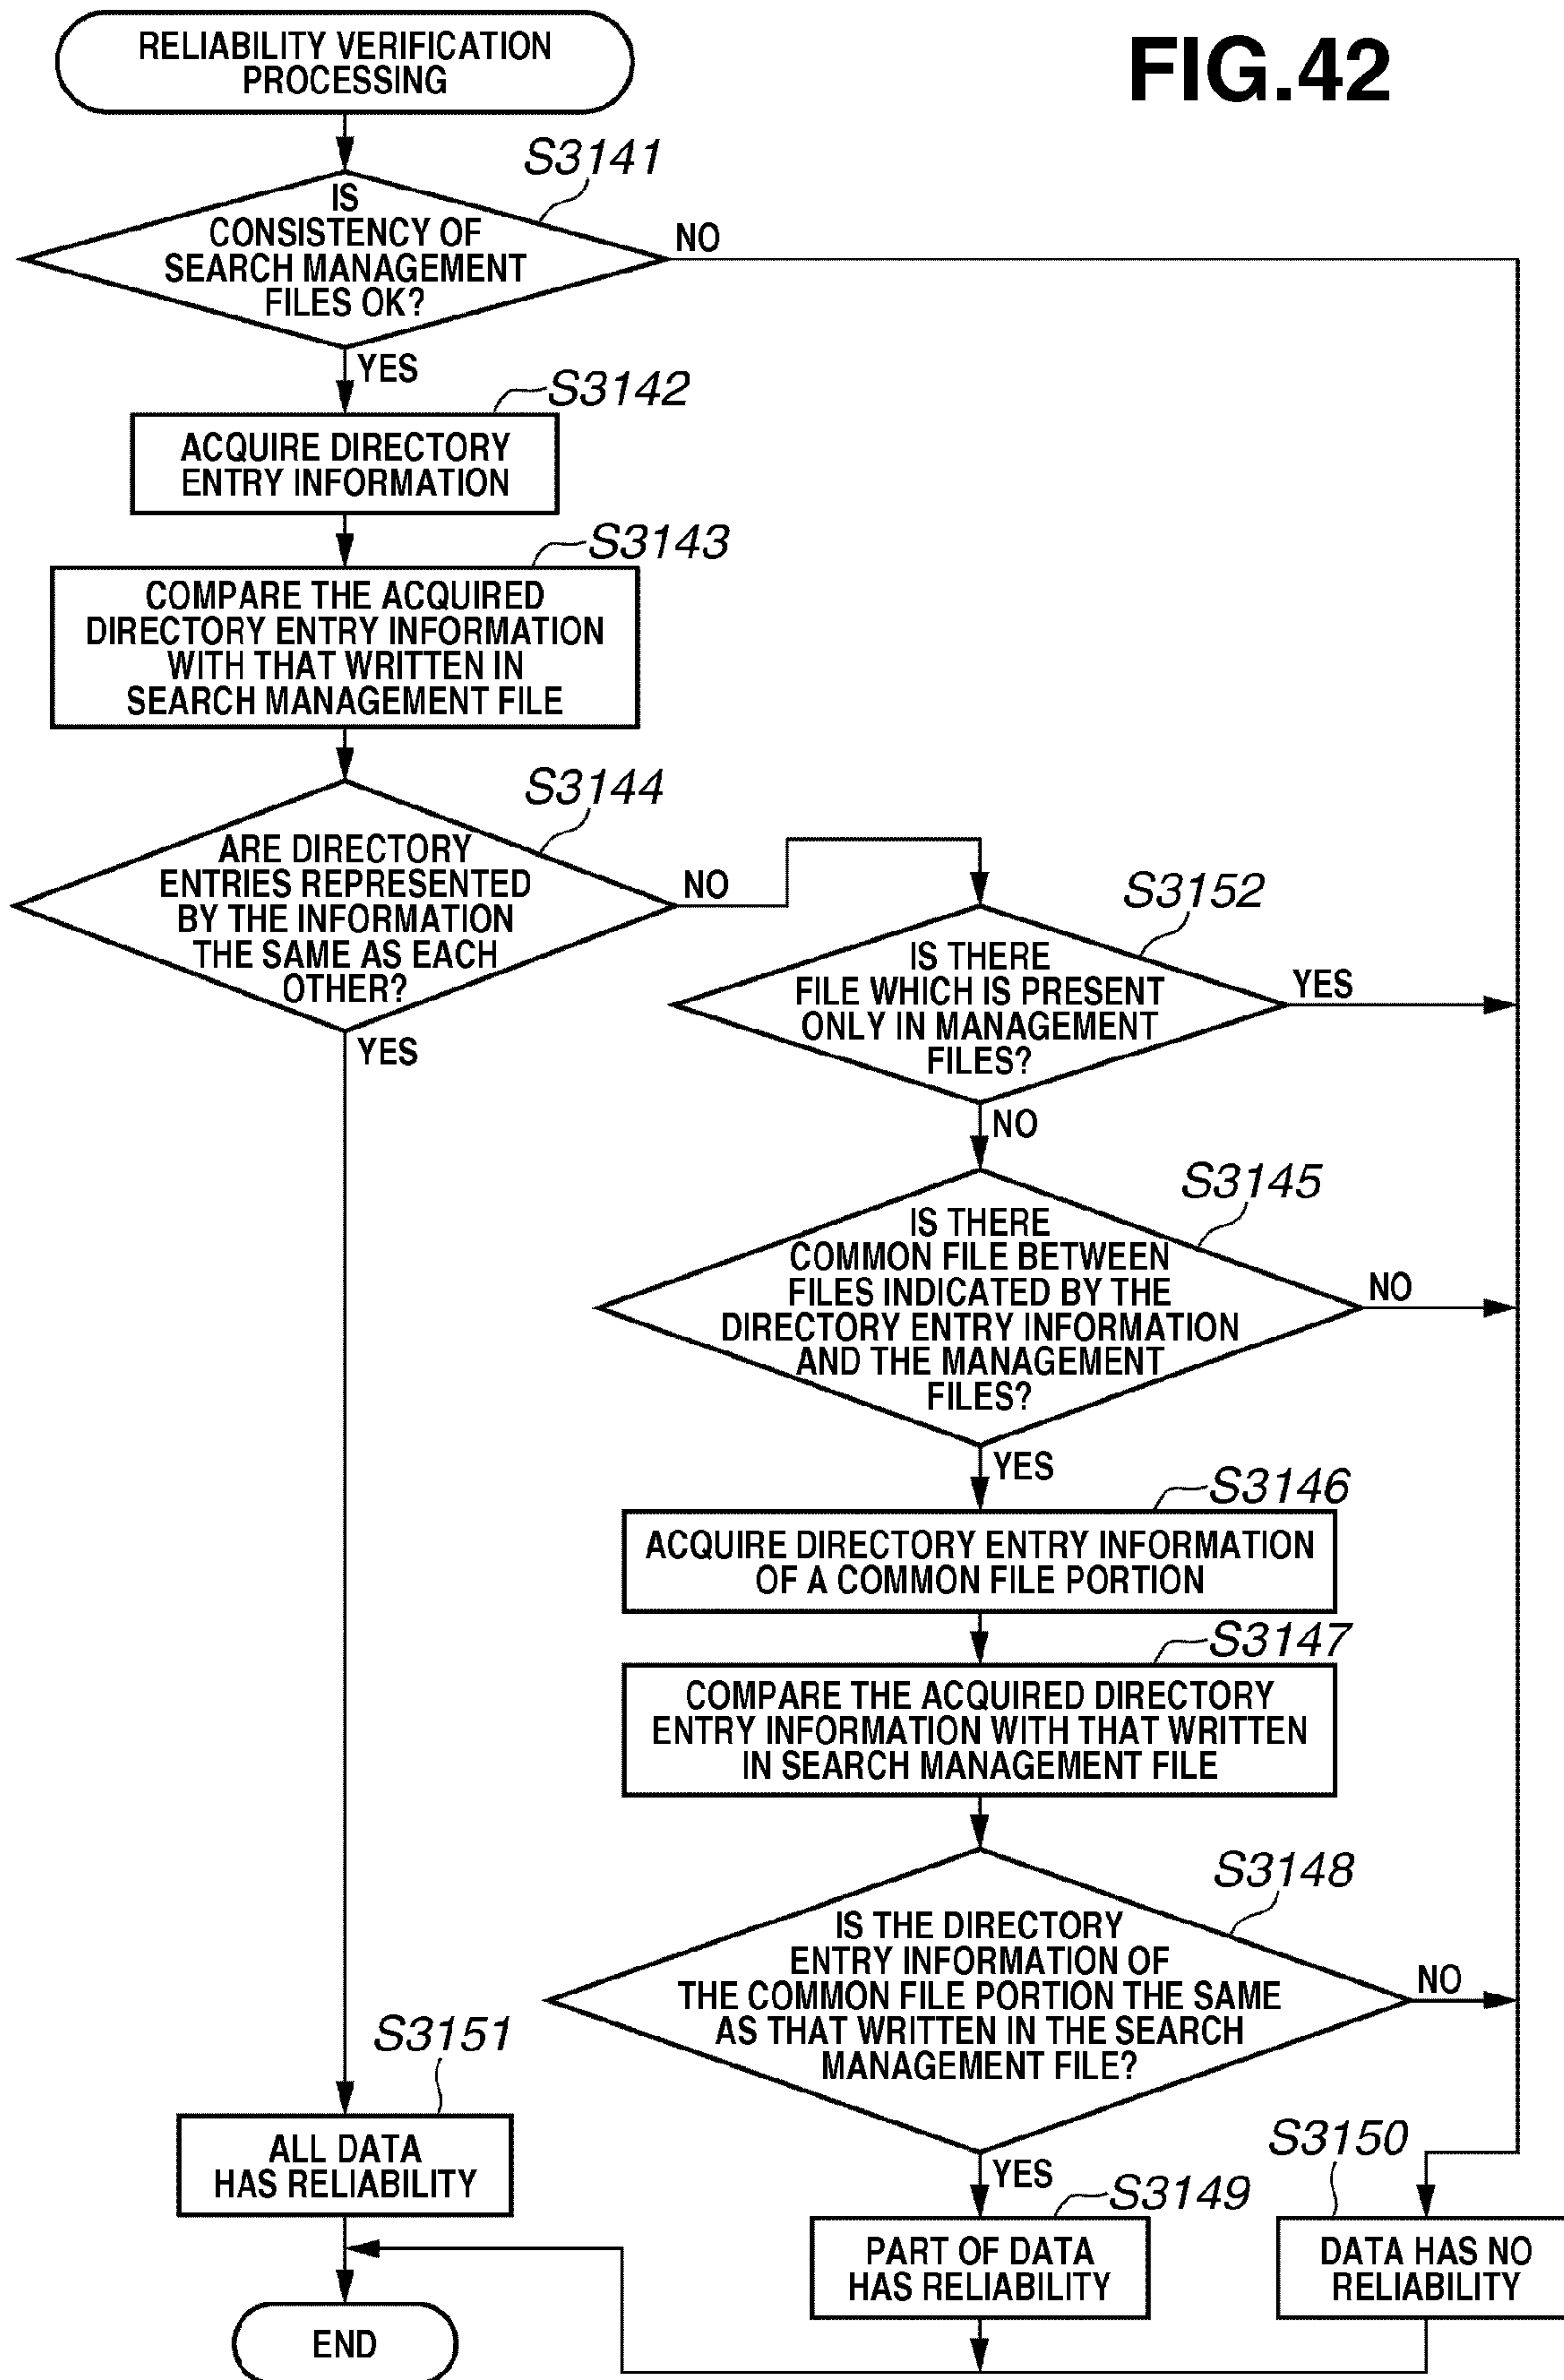 FIG.42
RELIABILITY VERIFICATION
PROCESSING
S3141
IS
CONSISTENCY OF
SEARCH MANAGEMENT
FILES OK?
NO
YES
S3142
ACQUIRE DIRECTORY
ENTRY INFORMATION
S3143
COMPARE THE ACQUIRED
DIRECTORY ENTRY INFORMATION
WITH THAT WRITTEN IN
SEARCH MANAGEMENT FILE
S3144
ARE DIRECTORY
ENTRIES REPRESENTED
BY THE INFORMATION
THE SAME AS EACH
OTHER?
NO
YES
S3152
IS THERE
FILE WHICH IS PRESENT
ONLY IN MANAGEMENT
FILES?
YES
NO
S3145
IS THERE
COMMON FILE BETWEEN
FILES INDICATED BY THE
DIRECTORY ENTRY INFORMATION
AND THE MANAGEMENT
FILES?
NO
YES
S3146
ACQUIRE DIRECTORY ENTRY INFORMATION
OF A COMMON FILE PORTION
S3147
COMPARE THE ACQUIRED DIRECTORY
ENTRY INFORMATION WITH THAT WRITTEN
IN SEARCH MANAGEMENT FILE
S3148
IS THE DIRECTORY
ENTRY INFORMATION OF
THE COMMON FILE PORTION THE SAME
AS THAT WRITTEN IN THE SEARCH
MANAGEMENT FILE?
NO
YES
S3151
ALL DATA
HAS RELIABILITY
S3149
PART OF DATA
HAS RELIABILITY
S3150
DATA HAS NO
RELIABILITY
END